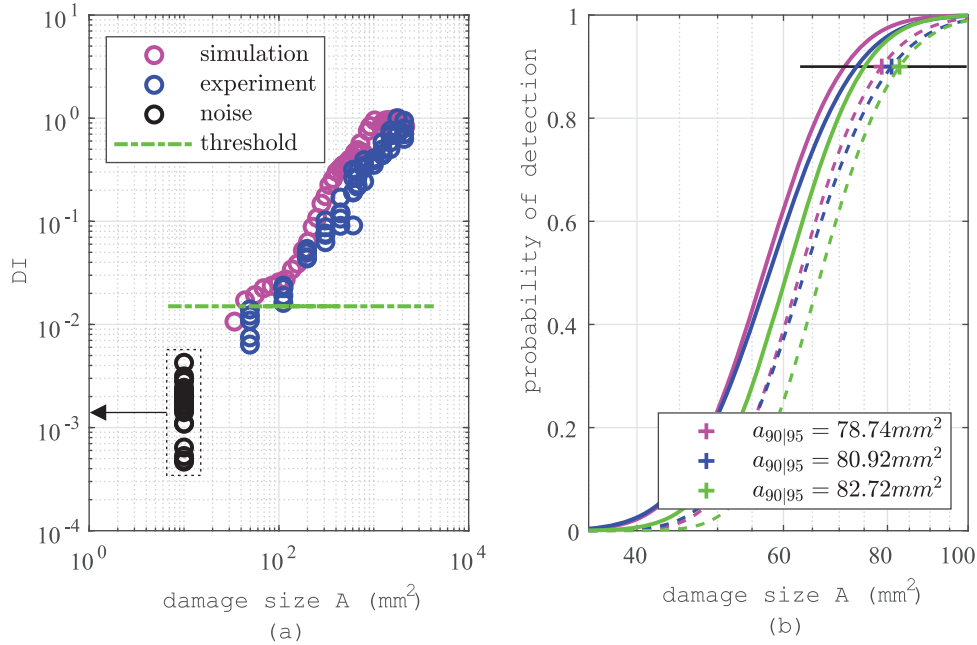 simulation
experiment
noise
threshold
10^2
10^1
10^0
10^-1
10^-2
10^-3
10^-4
10^0
10^2
10^4
DI
damage size A (mm^2)
(a)
1
0.8
0.6
0.4
0.2
0
40
60
80
100
probability of detection
a_90|95 = 78.74mm^2
a_90|95 = 80.92mm^2
a_90|95 = 82.72mm^2
damage size A (mm^2)
(b)